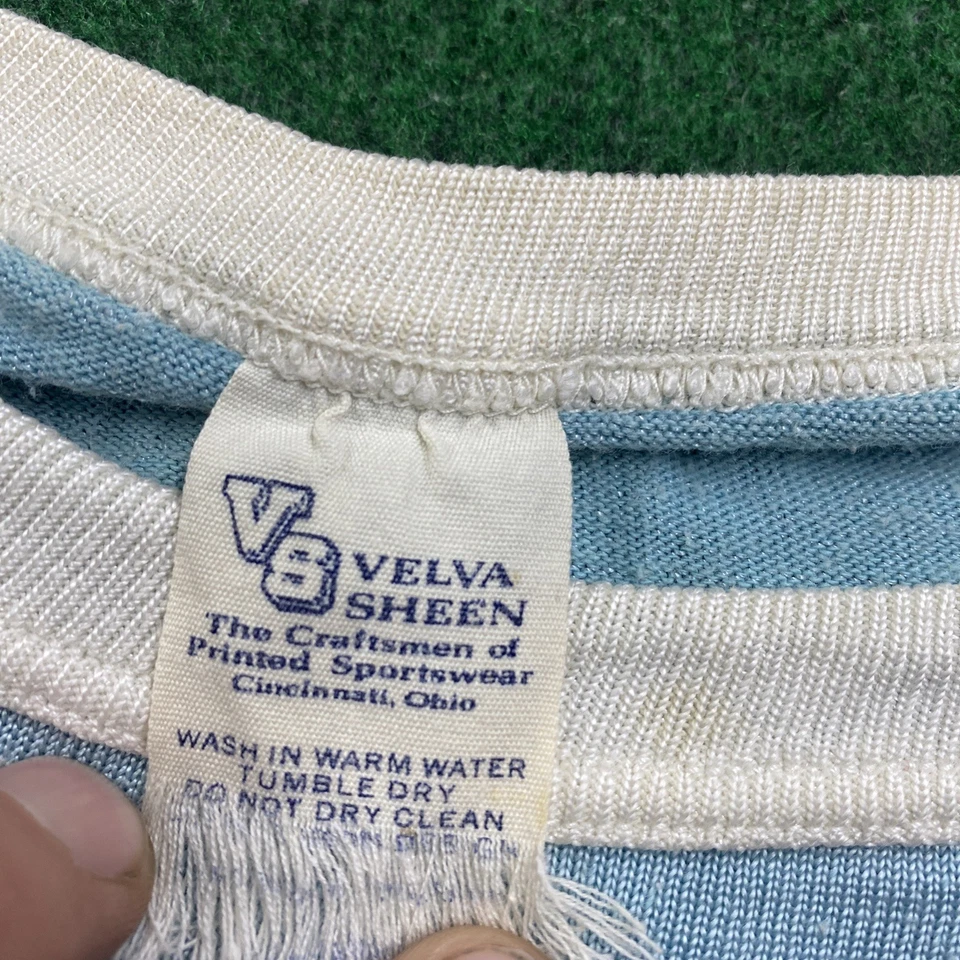 VS
VELVA
SHEEN
The Craftsmen of
Printed Sportswear
Cincinnati, Ohio
WASH IN WARM WATER
TUMBLE DRY
DO NOT DRY CLEAN